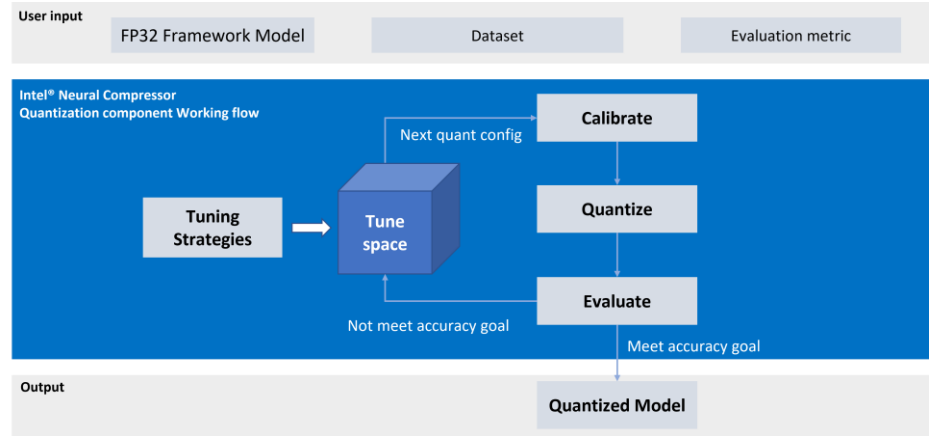 User input
FP32 Framework Model
Dataset
Evaluation metric
Intel® Neural Compressor
Quantization component Working flow
Next quant config
Calibrate
Tuning
Strategies
Tune
space
Quantize
Evaluate
Not meet accuracy goal
Meet accuracy goal
Output
Quantized Model